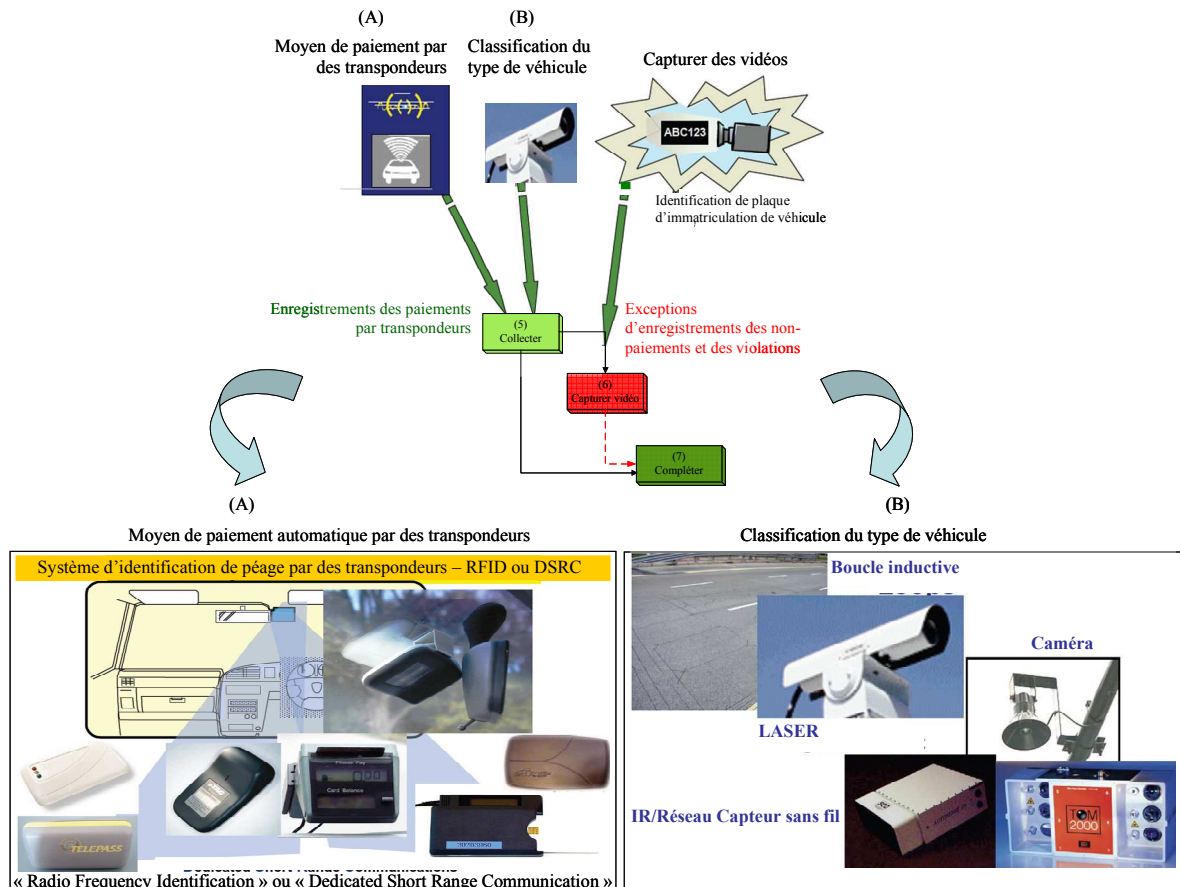 (A)
Moyen de paiement par
des transpondeurs
(B)
Classification du
type de véhicule
Capturer des vidéos
ABC123
Identification de plaque
d'immatriculation de véhicule
Enregistrements des paiements
par transpondeurs
Exceptions
d'enregistrements des non-
paiements et des violations
(5)
Collecter
(6)
Capturer vidéo
(7)
Compléter
(A)
Moyen de paiement automatique par des transpondeurs
(B)
Classification du type de véhicule
Système d'identification de péage par des transpondeurs – RFID ou DSRC
Card Balance
TELEPASS
« Radio Frequency Identification » ou « Dedicated Short Range Communication »
Boucle inductive
Caméra
LASER
IR/Réseau Capteur sans fil
TOM
2000